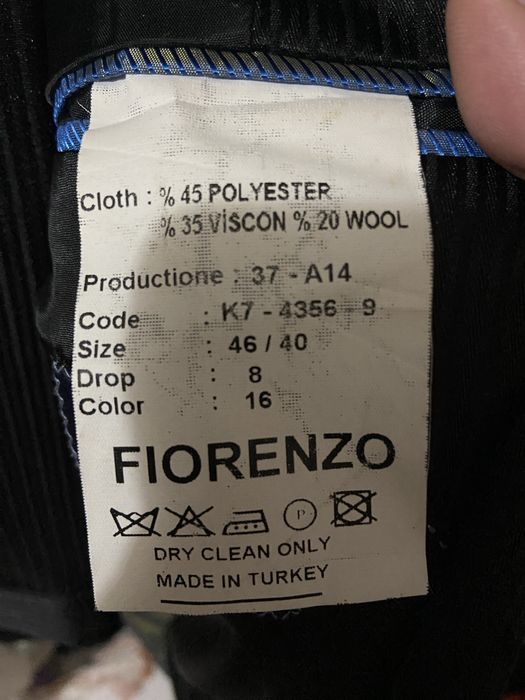 Cloth : % 45 POLYESTER
% 35 VİSCON % 20 WOOL
Productione : 37 - A14
Code : K7 - 4356 - 9
Size : 46 / 40
Drop : 8
Color : 16
FIORENZO
P
DRY CLEAN ONLY
MADE IN TURKEY